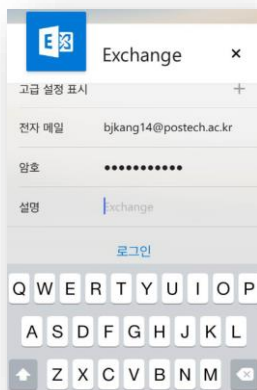 Exchange ×
고급 설정 표시 +
전자 메일 bjkang14@postech.ac.kr
암호 •••••••••••
설명 Exchange
로그인
Q W E R T Y U I O P
A S D F G H J K L
Z X C V B N M